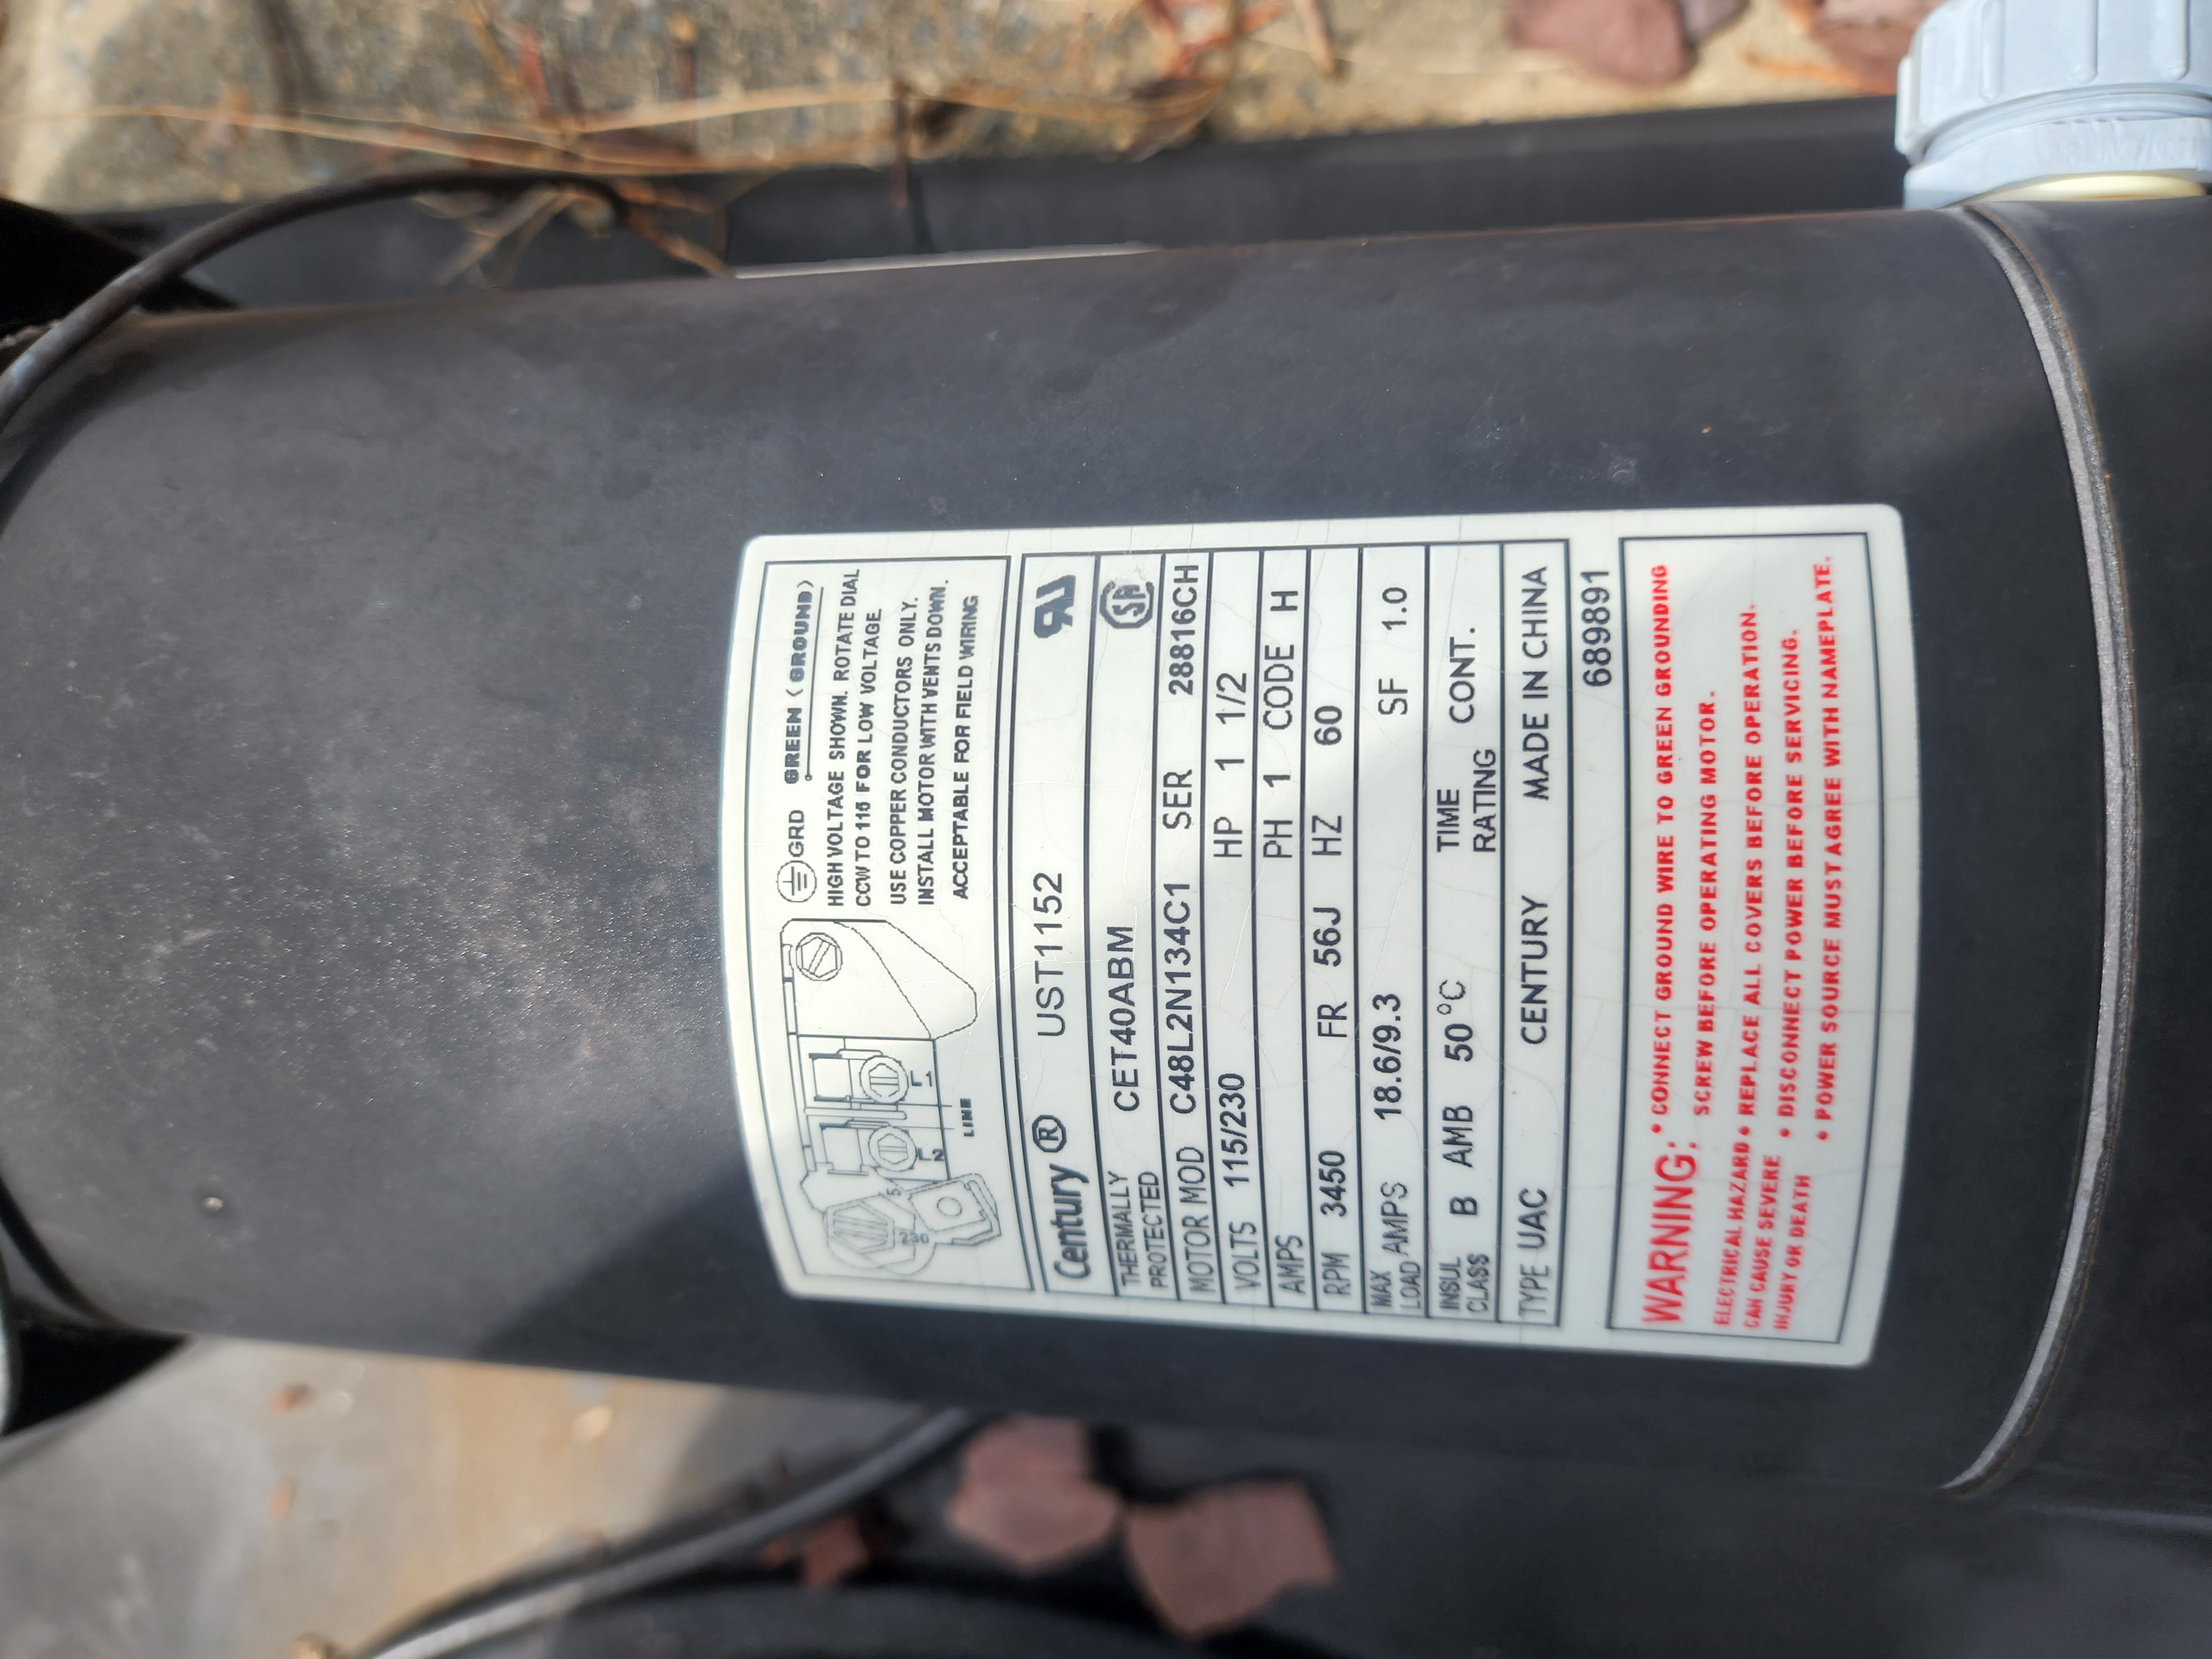 GRD GREEN (GROUND)
HIGH VOLTAGE SHOWN. ROTATE DIAL
CCW TO 115 FOR LOW VOLTAGE.
USE COPPER CONDUCTORS ONLY.
INSTALL MOTOR WITH VENTS DOWN.
ACCEPTABLE FOR FIELD WIRING
230
L2 L1
LINE
Century® UST1152
THERMALLY PROTECTED CET40ABM
MOTOR MOD C48L2N134C1 SER 28816CH
VOLTS 115/230 HP 1 1/2
AMPS PH 1 CODE H
RPM 3450 FR 56J HZ 60
MAX LOAD AMPS 18.6/9.3 SF 1.0
INSUL CLASS B AMB 50°C TIME RATING CONT.
TYPE UAC CENTURY MADE IN CHINA
689891
WARNING:
ELECTRICAL HAZARD
CAN CAUSE SEVERE
INJURY OR DEATH
• CONNECT GROUND WIRE TO GREEN GROUNDING
SCREW BEFORE OPERATING MOTOR.
• REPLACE ALL COVERS BEFORE OPERATION.
• DISCONNECT POWER BEFORE SERVICING.
• POWER SOURCE MUST AGREE WITH NAMEPLATE.